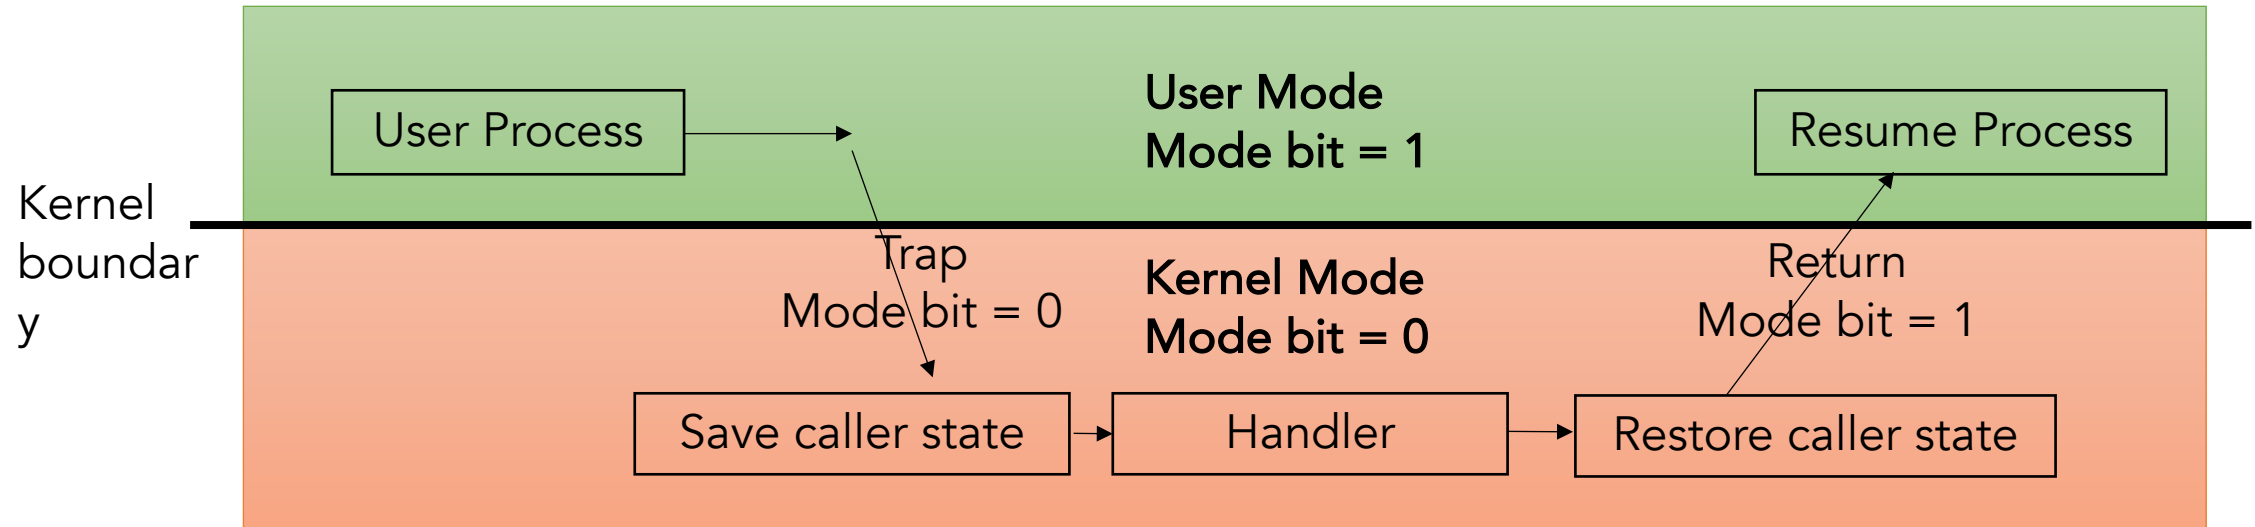 User Process
User Mode
Mode bit = 1
Resume Process
Kernel
boundar
y
Trap
Mode bit = 0
Kernel Mode
Mode bit = 0
Return
Mode bit = 1
Save caller state
Handler
Restore caller state